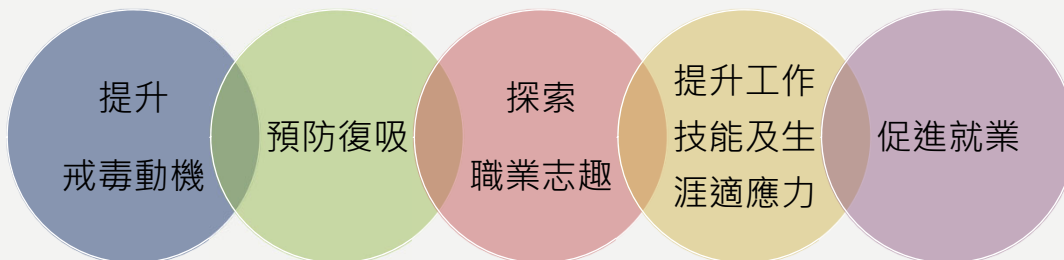 提升
戒毒動機
預防復吸
探索
職業志趣
提升工作
技能及生
涯適應力
促進就業